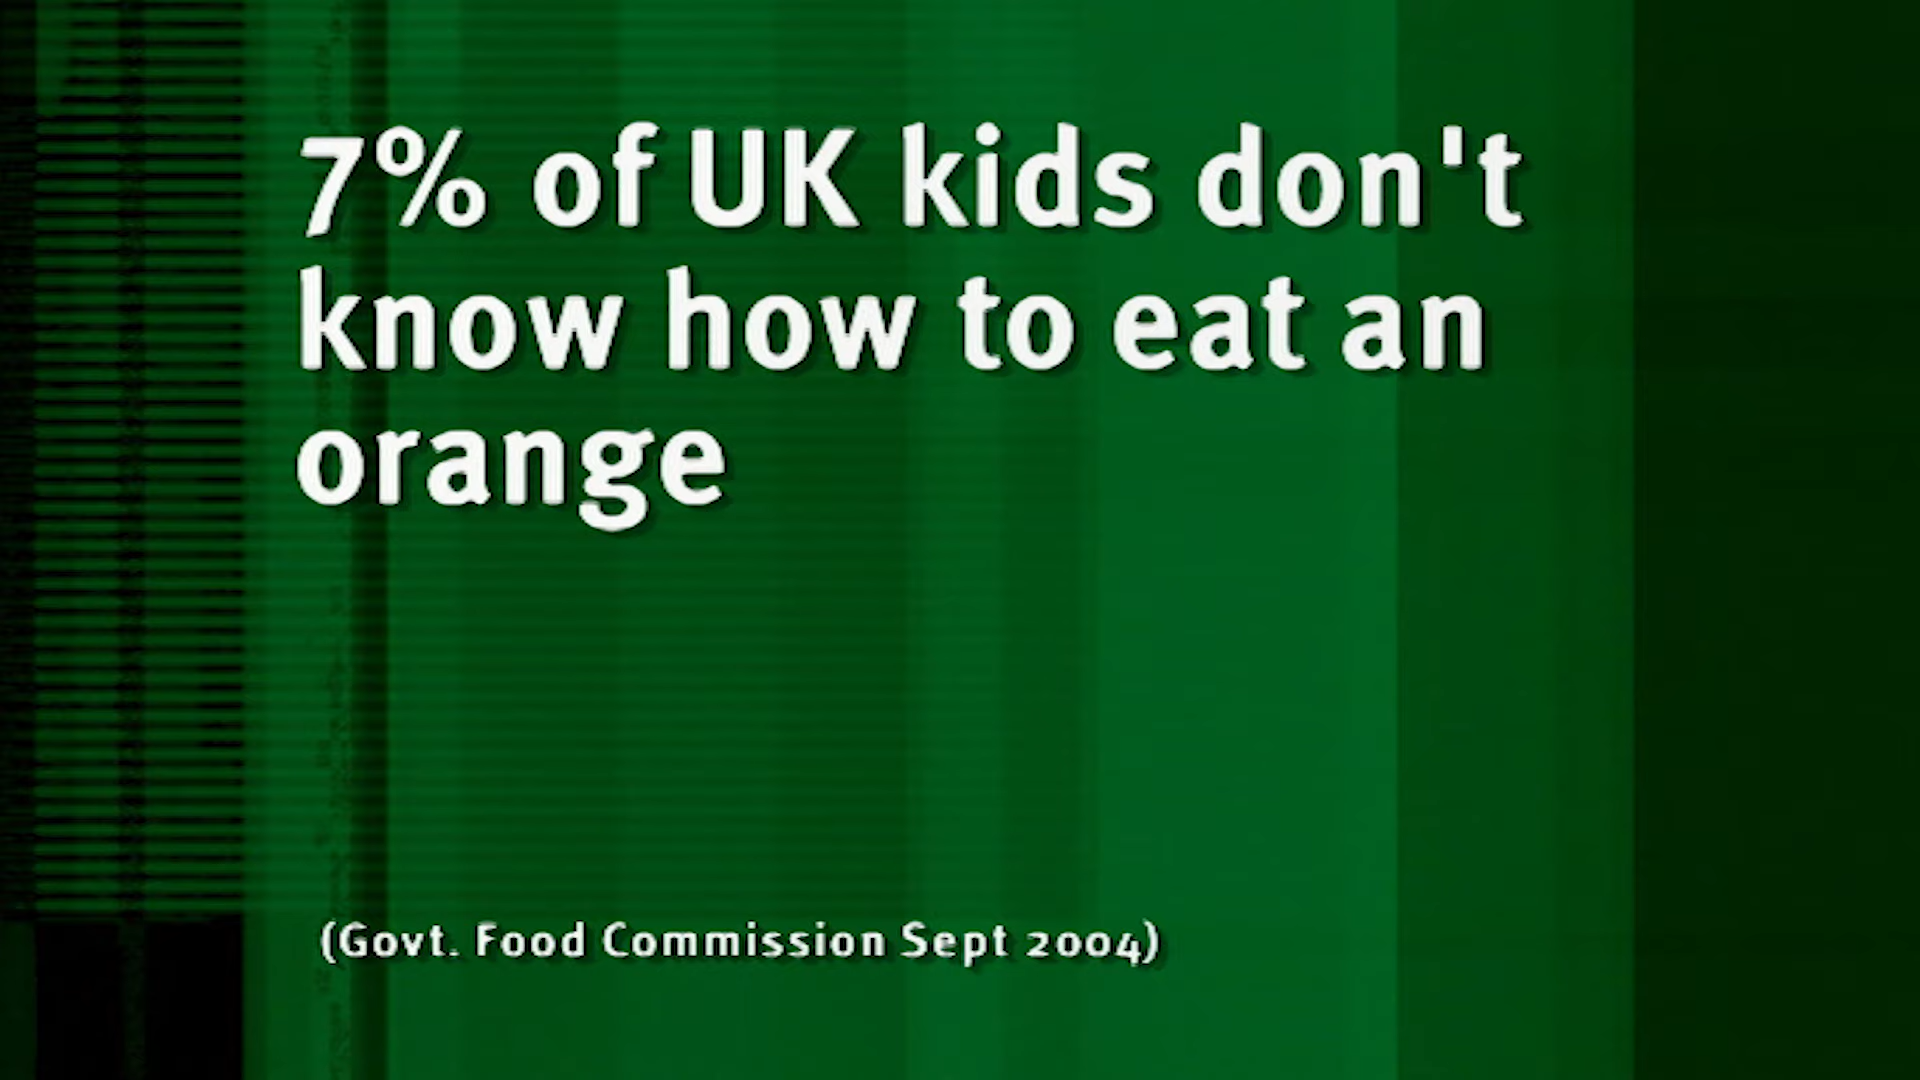 7% of UK kids don't
know how to eat an
orange
(Govt. Food Commission Sept 2004)